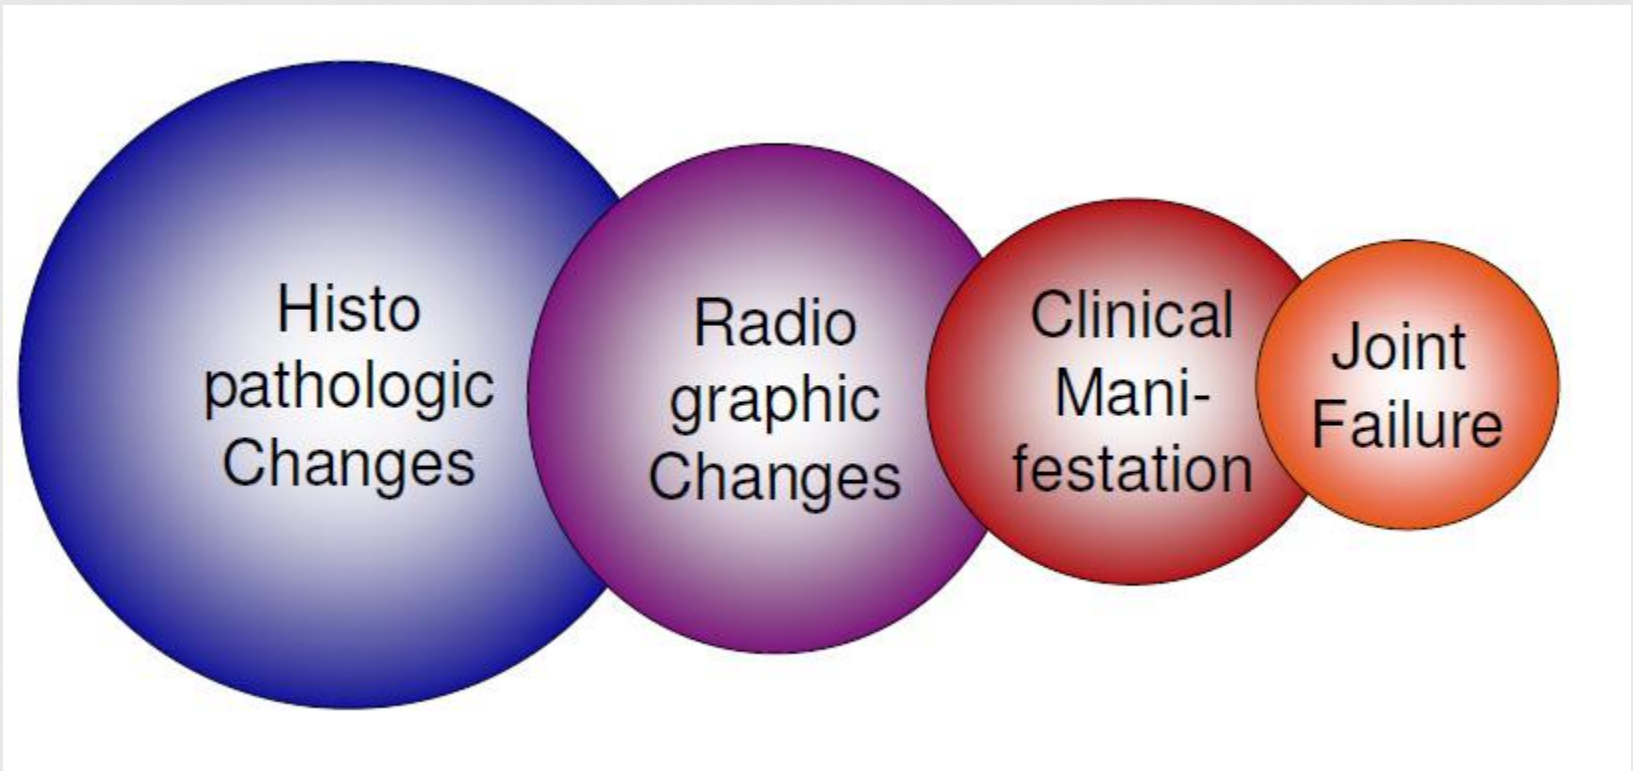 Histo
pathologic
Changes
Radio
graphic
Changes
Clinical
Mani-
festation
Joint
Failure